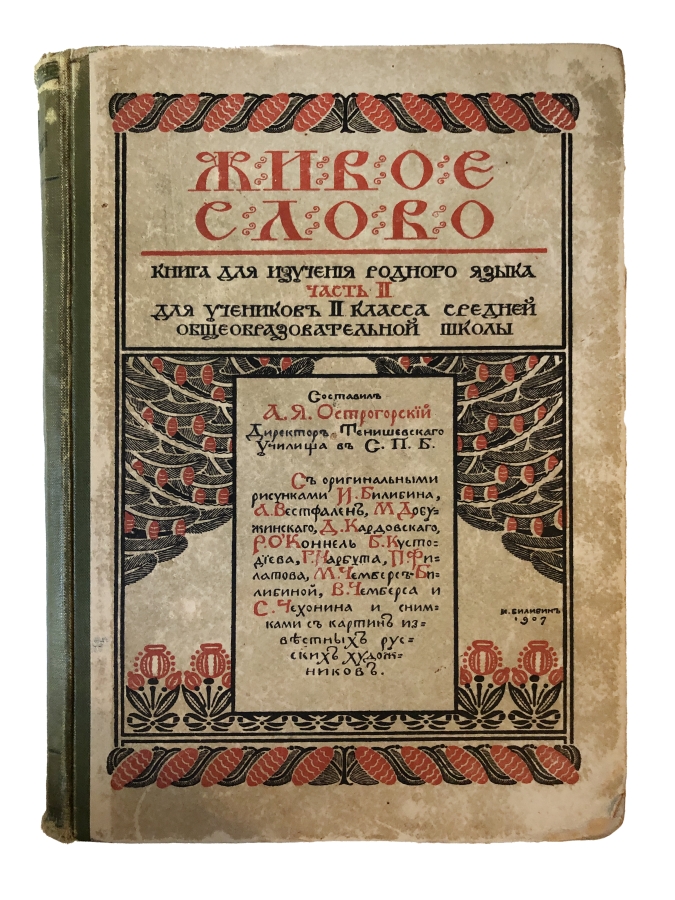 ЖИВОЕ
СЛОВО
КНИГА ДЛЯ ИЗУЧЕНІЯ РОДНОГО ЯЗЫКА
ЧАСТЬ II
ДЛЯ УЧЕНИКОВЪ II КЛАССА СРЕДНЕЙ
ОБЩЕОБРАЗОВАТЕЛЬНОЙ ШКОЛЫ
Составилъ
А. Я. Острогорскій
Директоръ Тенишевскаго
Училища въ С. П. Б.
Съ оригинальными
рисунками И. Билибина,
А. Вестфаленъ, М. Добу-
жинскаго, Д. Кардовскаго,
Р. О'Коннель Б. Кусто=
діева, Г. Нарбута, П. Фи-
латова, М. Чемберсъ-Би-
либиной, В. Чемберса и
С. Чехонина и сним-
ками съ картинъ из=
вѣстныхъ рус=
скихъ худож=
никовъ.
И. БИЛИБИНЪ
1907